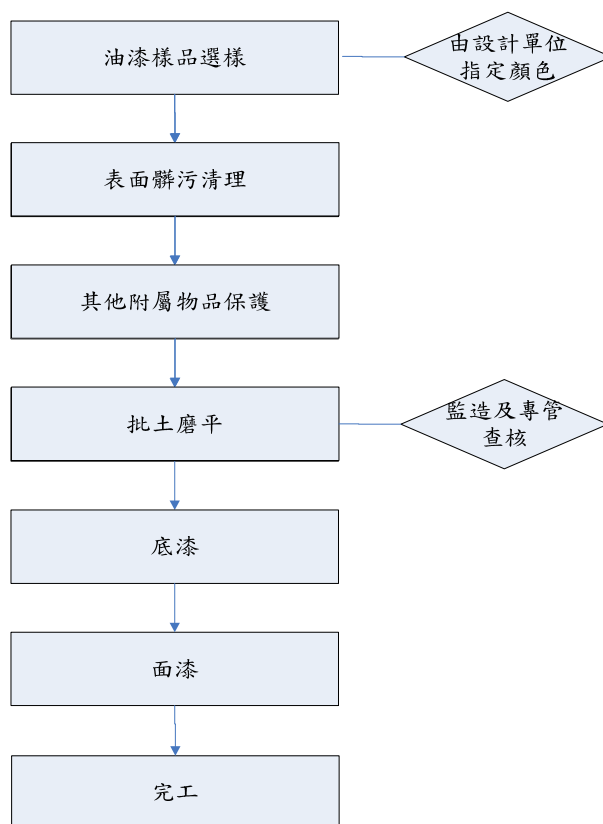 油漆樣品選樣
由設計單位
指定顏色
表面髒污清理
其他附屬物品保護
批土磨平
監造及專管
查核
底漆
面漆
完工